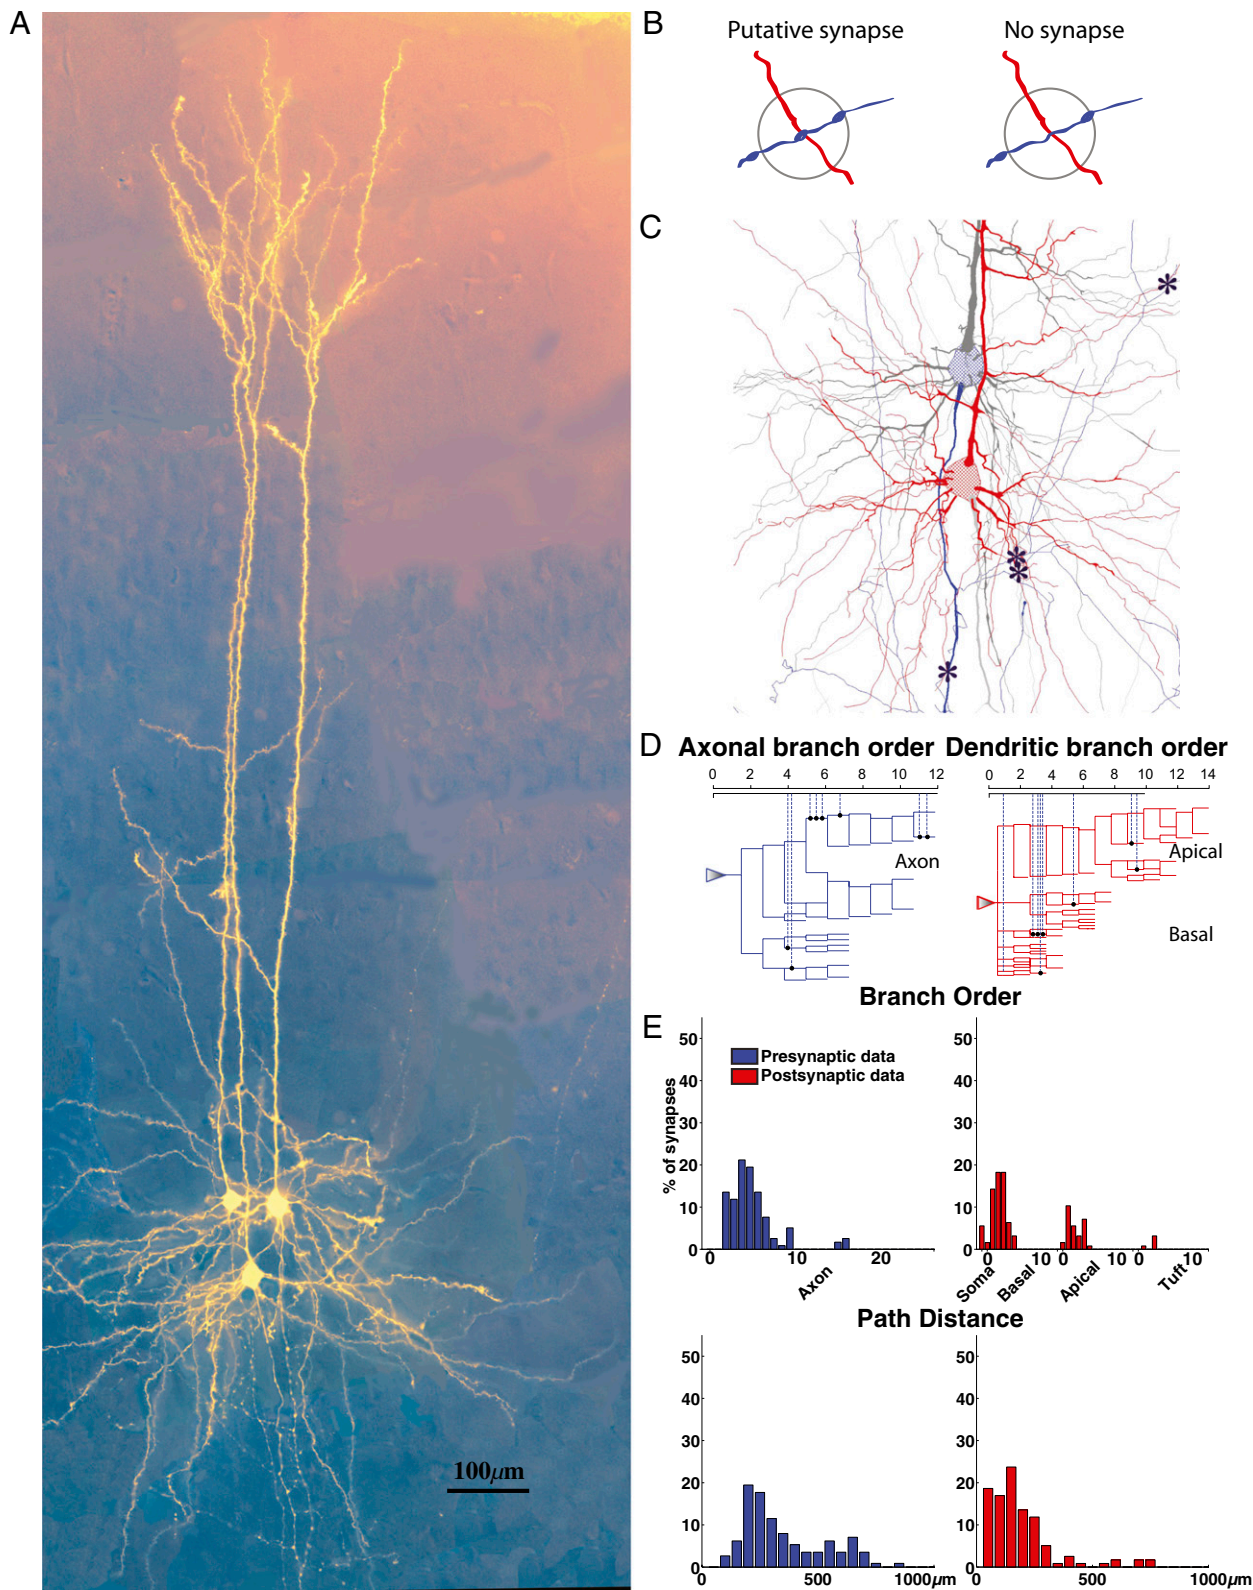 A
B
Putative synapse
No synapse
C
D
Axonal branch order
Dendritic branch order
0 2 4 6 8 10 12
0 2 4 6 8 10 12 14
Axon
Apical
Basal
Branch Order
E
50
40
30
20
10
0
% of synapses
Presynaptic data
Postsynaptic data
0 10 20
Axon
50
40
30
20
10
0
0 10 0 10 0 10
Soma
Basal
Apical
Tuft
Path Distance
50
40
30
20
10
0
0 500 1000μm
50
40
30
20
10
0
0 500 1000μm
100μm